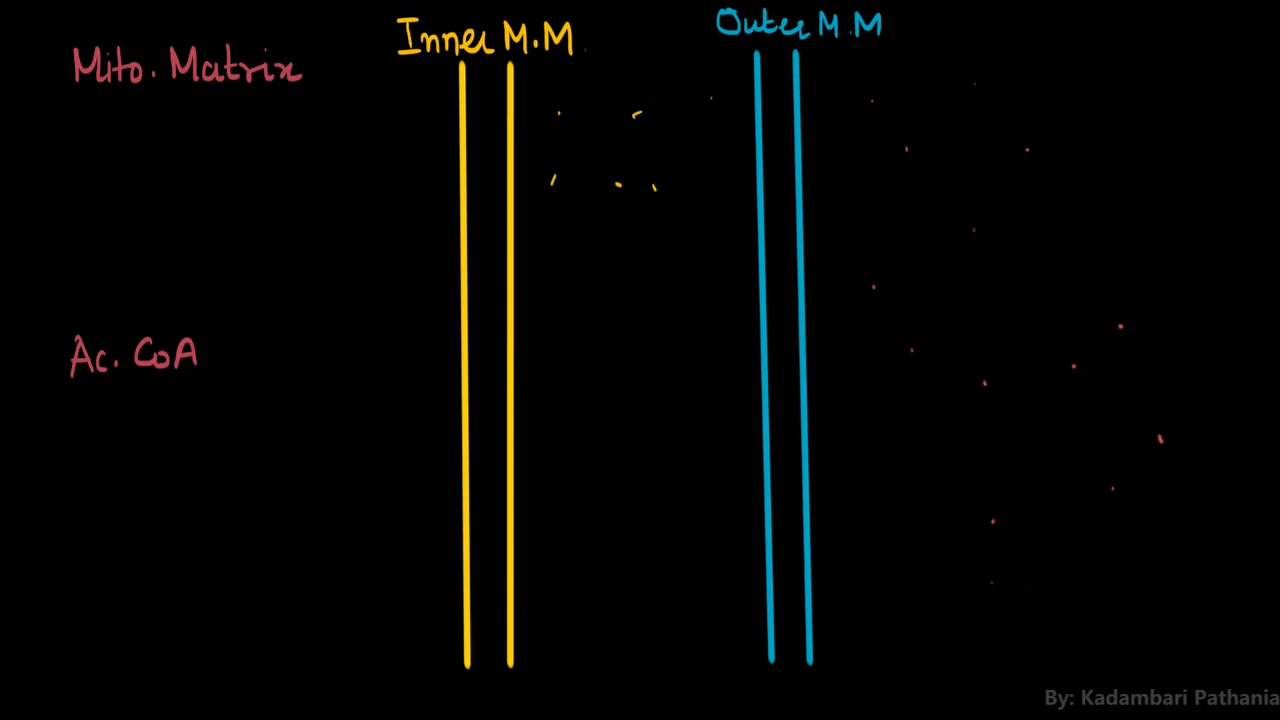 Mito. Matrix
Inner M.M
Outer M.M
Ac. CoA
By: Kadambari Pathania